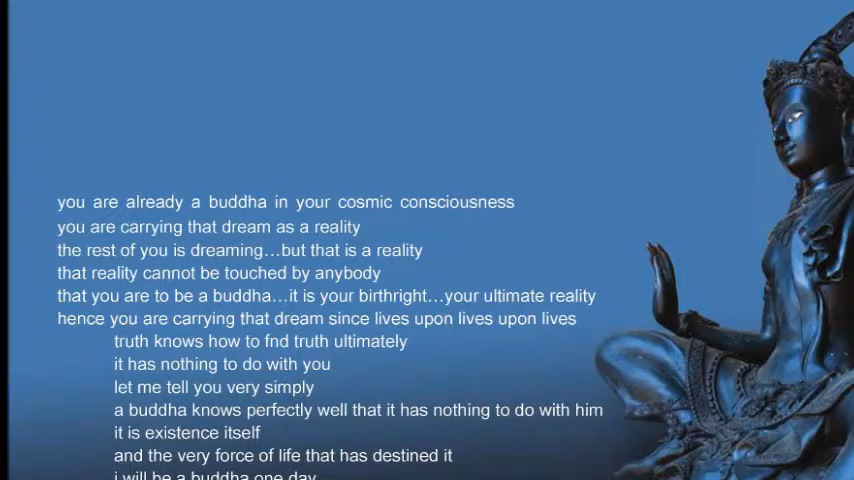 you are already a buddha in your cosmic consciousness
you are carrying that dream as a reality
the rest of you is dreaming...but that is a reality
that reality cannot be touched by anybody
that you are to be a buddha...it is your birthright...your ultimate reality
hence you are carrying that dream since lives upon lives upon lives
truth knows how to fnd truth ultimately
it has nothing to do with you
let me tell you very simply
a buddha knows perfectly well that it has nothing to do with him
it is existence itself
and the very force of life that has destined it
i will be a buddha one day